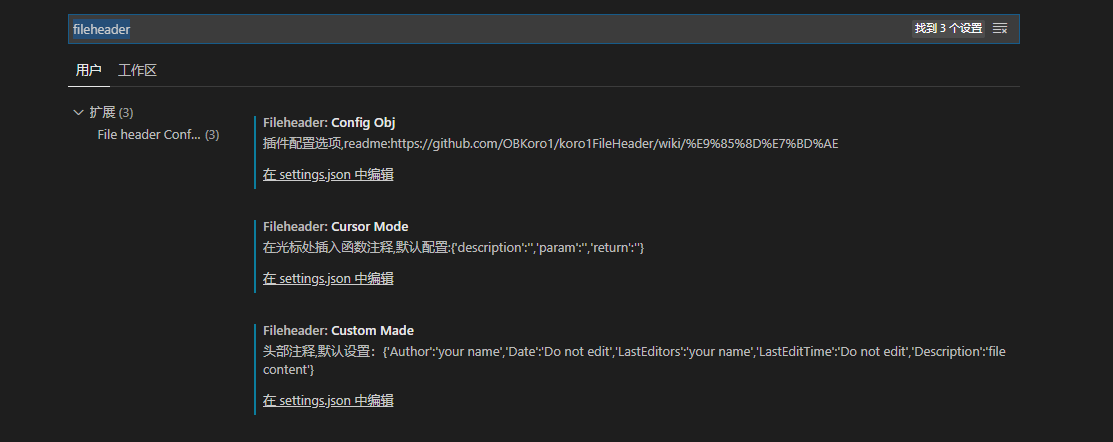 fileheader
找到 3 个设置
用户
工作区
扩展 (3)
File header Conf... (3)
Fileheader: Config Obj
插件配置选项,readme:https://github.com/OBKoro1/koro1FileHeader/wiki/%E9%85%8D%E7%BD%AE
在 settings.json 中编辑
Fileheader: Cursor Mode
在光标处插入函数注释,默认配置:{'description':'','param':'','return':''}
在 settings.json 中编辑
Fileheader: Custom Made
头部注释,默认设置：{'Author':'your name','Date':'Do not edit','LastEditors':'your name','LastEditTime':'Do not edit','Description':'file
content'}
在 settings.json 中编辑